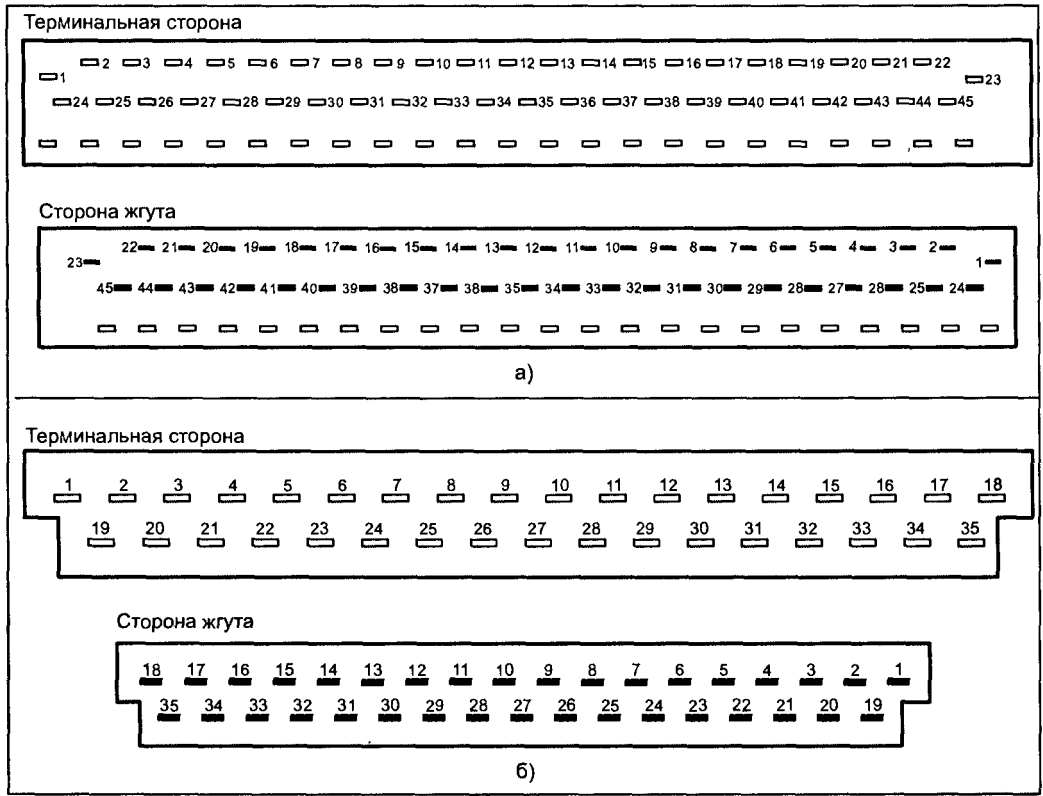 Терминальная сторона
2 3 4 5 6 7 8 9 10 11 12 13 14 15 16 17 18 19 20 21 22
1 23
24 25 26 27 28 29 30 31 32 33 34 35 36 37 38 39 40 41 42 43 44 45
Сторона жгута
22 21 20 19 18 17 16 15 14 13 12 11 10 9 8 7 6 5 4 3 2
23 1
45 44 43 42 41 40 39 38 37 38 35 34 33 32 31 30 29 28 27 28 25 24
а)
Терминальная сторона
1 2 3 4 5 6 7 8 9 10 11 12 13 14 15 16 17 18
19 20 21 22 23 24 25 26 27 28 29 30 31 32 33 34 35
Сторона жгута
18 17 16 15 14 13 12 11 10 9 8 7 6 5 4 3 2 1
35 34 33 32 31 30 29 28 27 26 25 24 23 22 21 20 19
б)